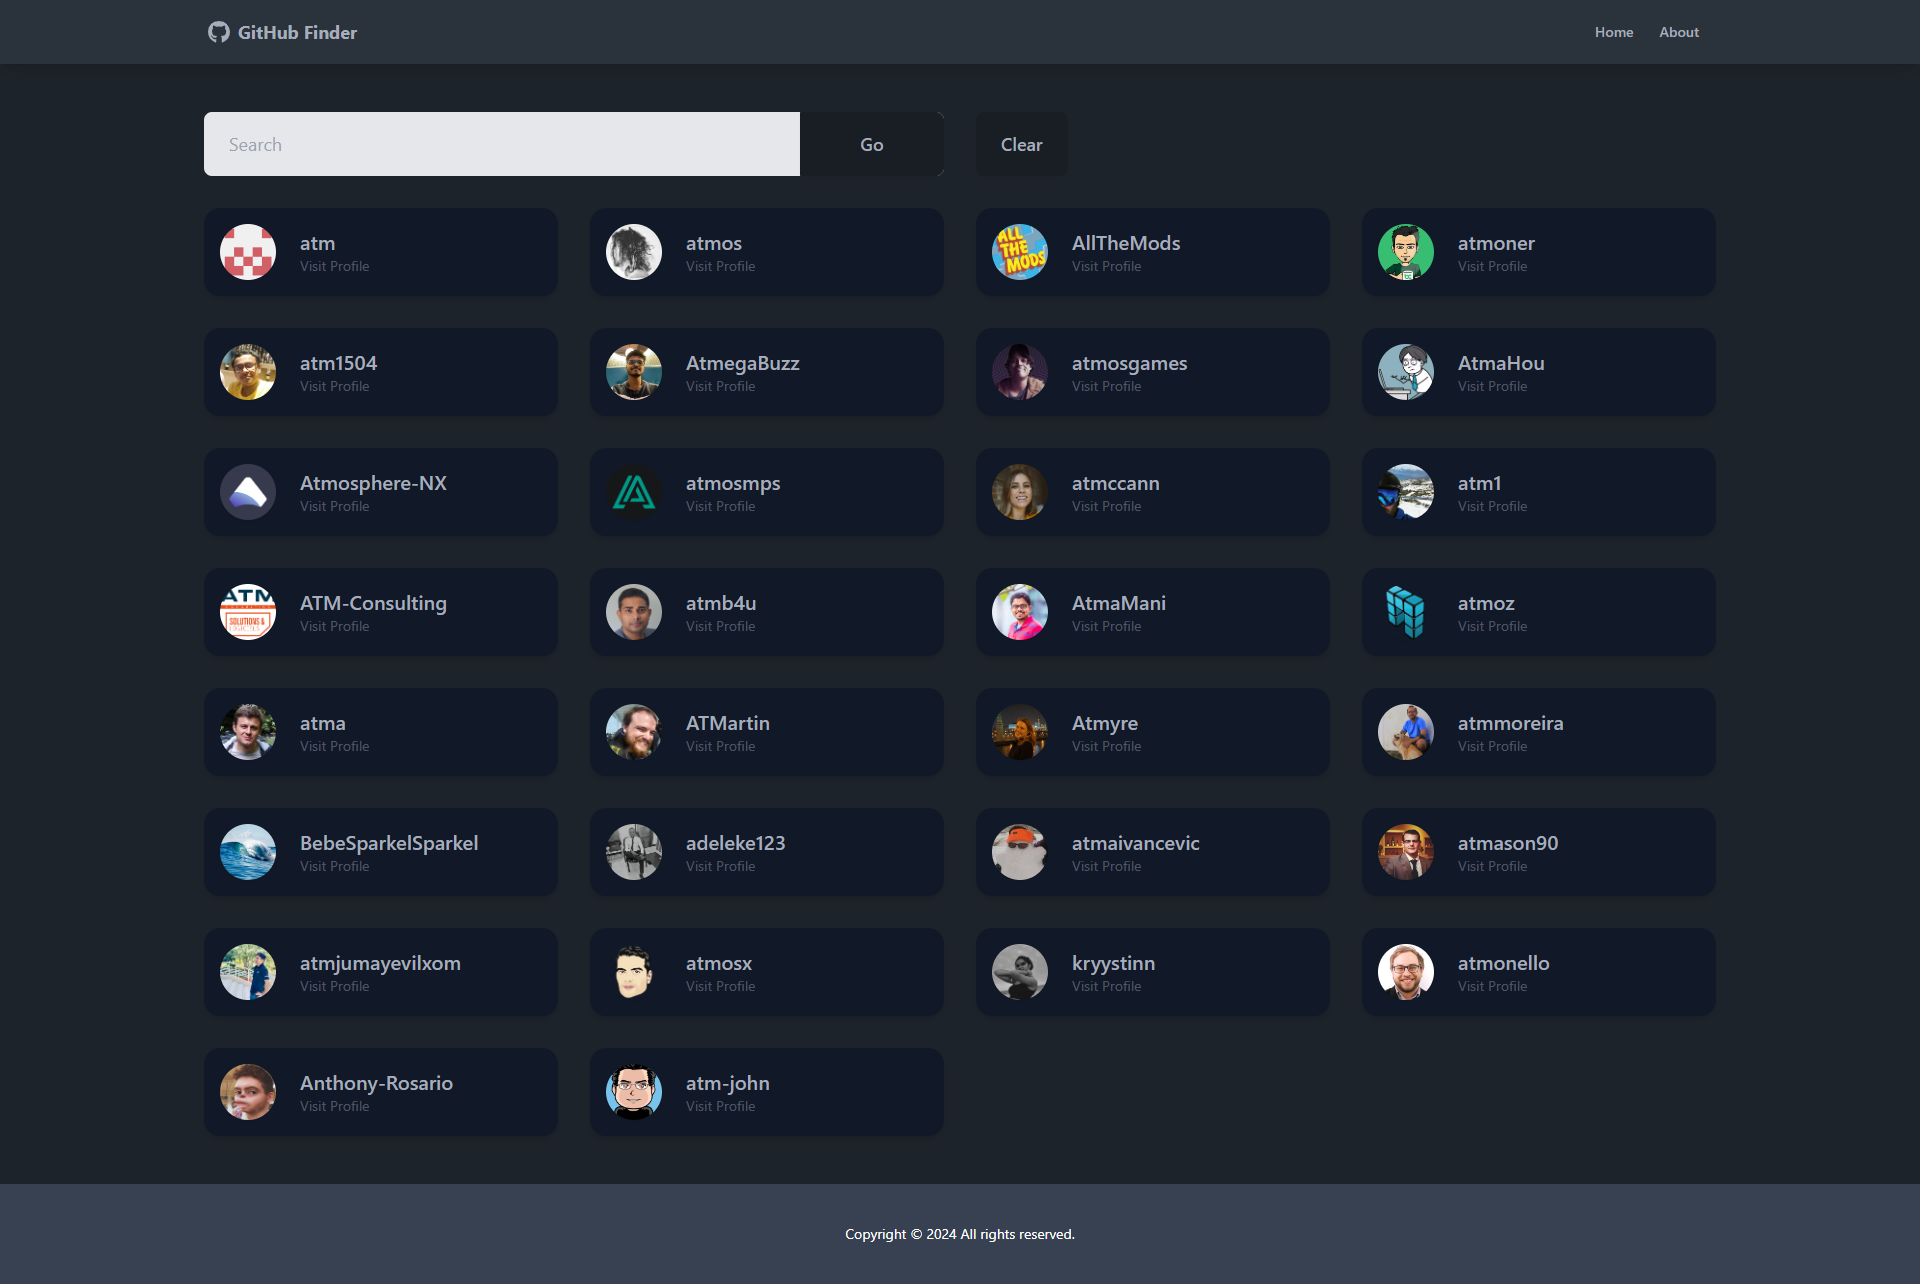 GitHub Finder
Home
About
Search
Go
Clear
atm
Visit Profile
atmos
Visit Profile
ALL THE MODS
AllTheMods
Visit Profile
atmoner
Visit Profile
atm1504
Visit Profile
AtmegaBuzz
Visit Profile
atmosgames
Visit Profile
AtmaHou
Visit Profile
Atmosphere-NX
Visit Profile
atmosmps
Visit Profile
atmccann
Visit Profile
atm1
Visit Profile
ATM
SOLUTIONS &
ATM-Consulting
Visit Profile
atmb4u
Visit Profile
AtmaMani
Visit Profile
atmoz
Visit Profile
atma
Visit Profile
ATMartin
Visit Profile
Atmyre
Visit Profile
atmmoreira
Visit Profile
BebeSparkelSparkel
Visit Profile
adeleke123
Visit Profile
atmaivancevic
Visit Profile
atmason90
Visit Profile
atmjumayevilxom
Visit Profile
atmosx
Visit Profile
kryystinn
Visit Profile
atmonello
Visit Profile
Anthony-Rosario
Visit Profile
atm-john
Visit Profile
Copyright © 2024 All rights reserved.